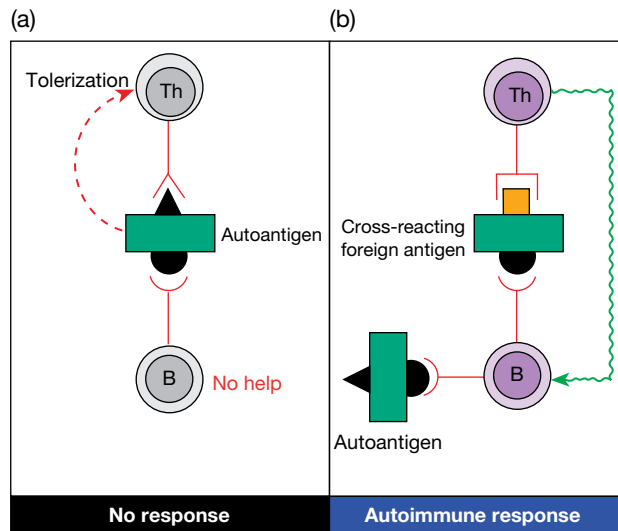 (a)
Tolerization
Th
Autoantigen
B
No help
No response
(b)
Th
Cross-reacting
foreign antigen
B
Autoantigen
Autoimmune response